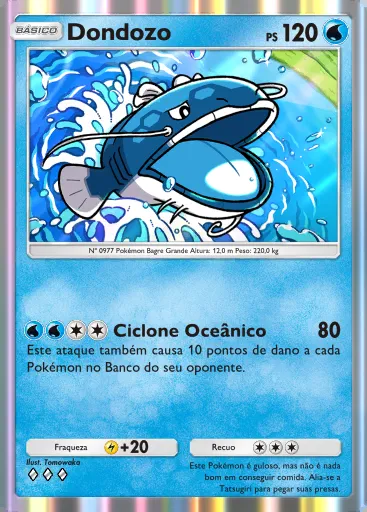 BÁSICO
Dondozo
PS 120
Nº 0977 Pokémon Bagre Grande Altura: 12,0 m Peso: 220,0 kg
Ciclone Oceânico 80
Este ataque também causa 10 pontos de dano a cada
Pokémon no Banco do seu oponente.
Fraqueza +20
Recuo
Ilust. Tomowaka
Este Pokémon é guloso, mas não é nada
bom em conseguir comida. Alia-se a
Tatsugiri para pegar suas presas.